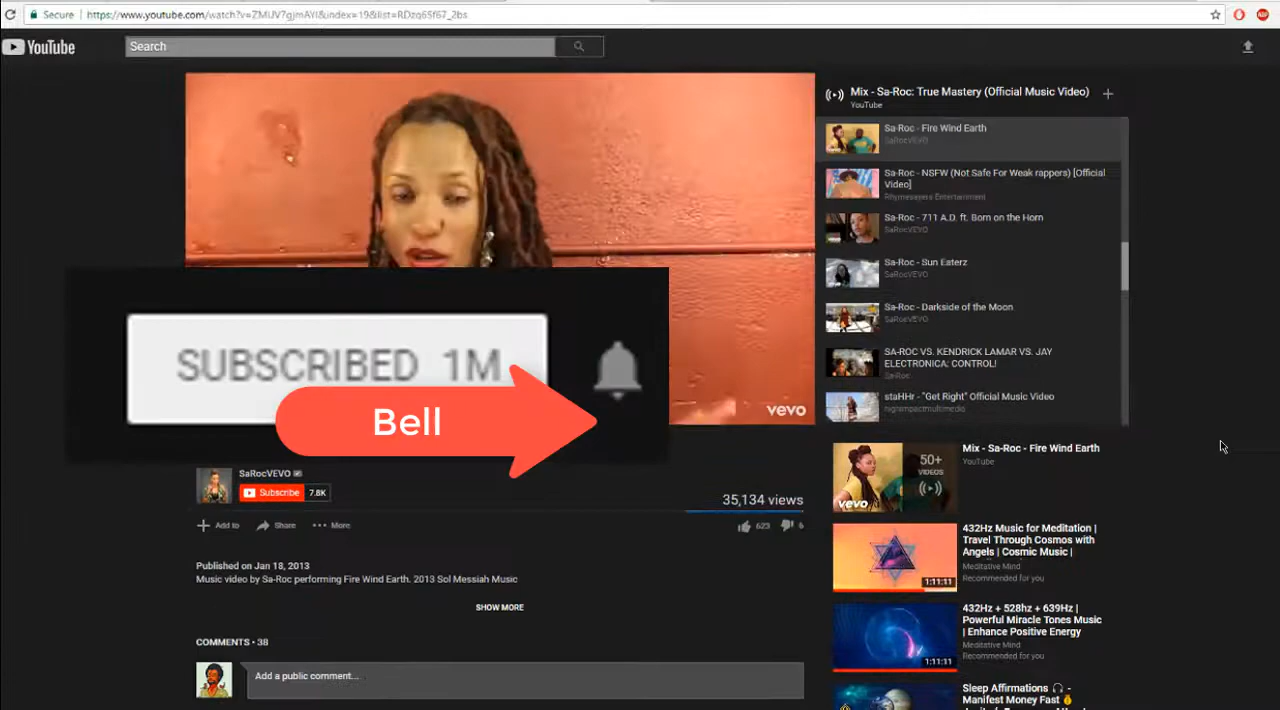 Secure
https://www.youtube.com/watch?v=ZMlJV7gjmAYI&index=19&list=RDzq6Sf67_2bs
YouTube
Search
Mix - Sa-Roc: True Mastery (Official Music Video)
YouTube
Sa-Roc - Fire Wind Earth
SaRocVEVO
Sa-Roc - NSFW (Not Safe For Weak rappers) [Official
Video]
Rhymesayers Entertainment
Sa-Roc - 711 A.D. ft. Born on the Horn
SaRocVEVO
Sa-Roc - Sun Eaterz
SaRocVEVO
Sa-Roc - Darkside of the Moon
SaRocVEVO
SA-ROC VS. KENDRICK LAMAR VS. JAY
ELECTRONICA: CONTROL!
Sa-Roc
staHHr - "Get Right" Official Music Video
highimpactmultimedia
vevo
SUBSCRIBED 1M
Bell
SaRocVEVO
Subscribe 7.8K
35,134 views
Add to Share More
623 6
Published on Jan 18, 2013
Music video by Sa-Roc performing Fire Wind Earth. 2013 Sol Messiah Music
SHOW MORE
COMMENTS • 38
Add a public comment...
50+
VIDEOS
vevo
Mix - Sa-Roc - Fire Wind Earth
YouTube
1:11:11
432Hz Music for Meditation |
Travel Through Cosmos with
Angels | Cosmic Music |
Meditative Mind
Recommended for you
1:11:11
432Hz + 528hz + 639Hz |
Powerful Miracle Tones Music
| Enhance Positive Energy
Meditative Mind
Recommended for you
Sleep Affirmations 🎧 -
Manifest Money Fast 💰